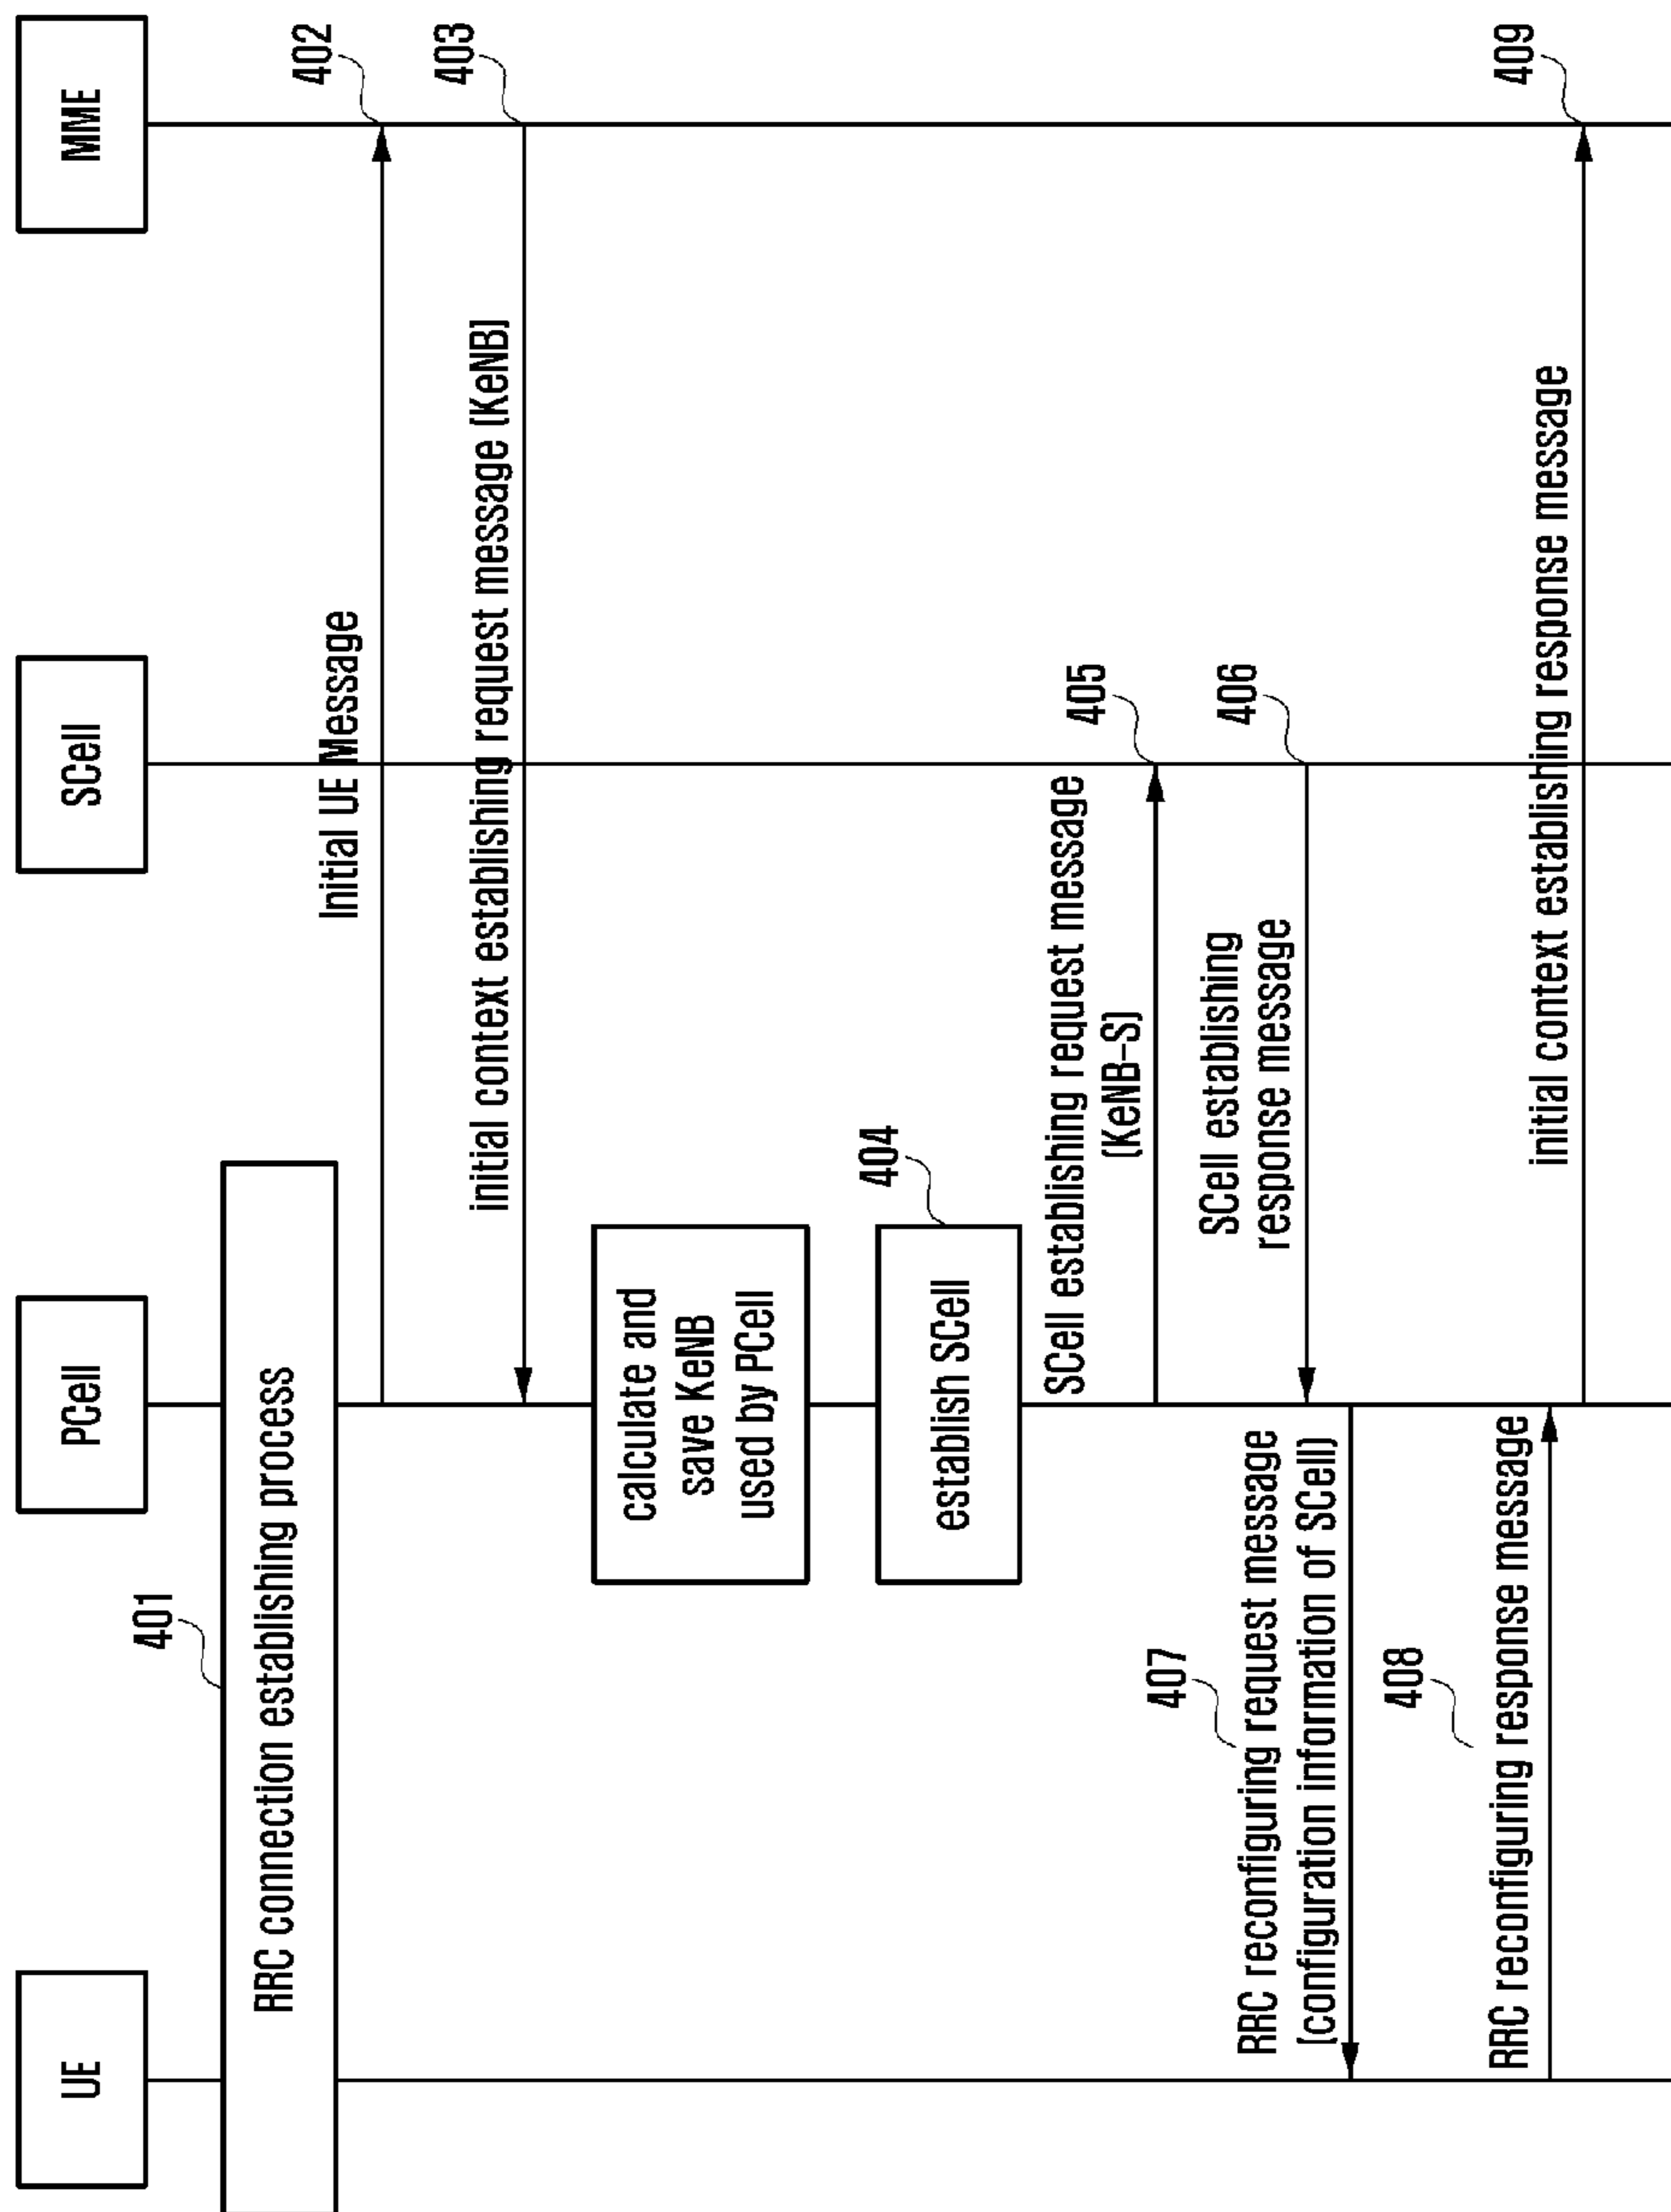 UE
PCell
SCell
MME
401
RRC connection establishing process
402
Initial UE Message
403
initial context establishing request message (KeNB)
calculate and
save KeNB
used by PCell
404
establish SCell
405
SCell establishing request message
(KeNB-S)
406
SCell establishing
response message
407
RRC reconfiguring request message
(configuration information of SCell)
408
RRC reconfiguring response message
409
initial context establishing response message